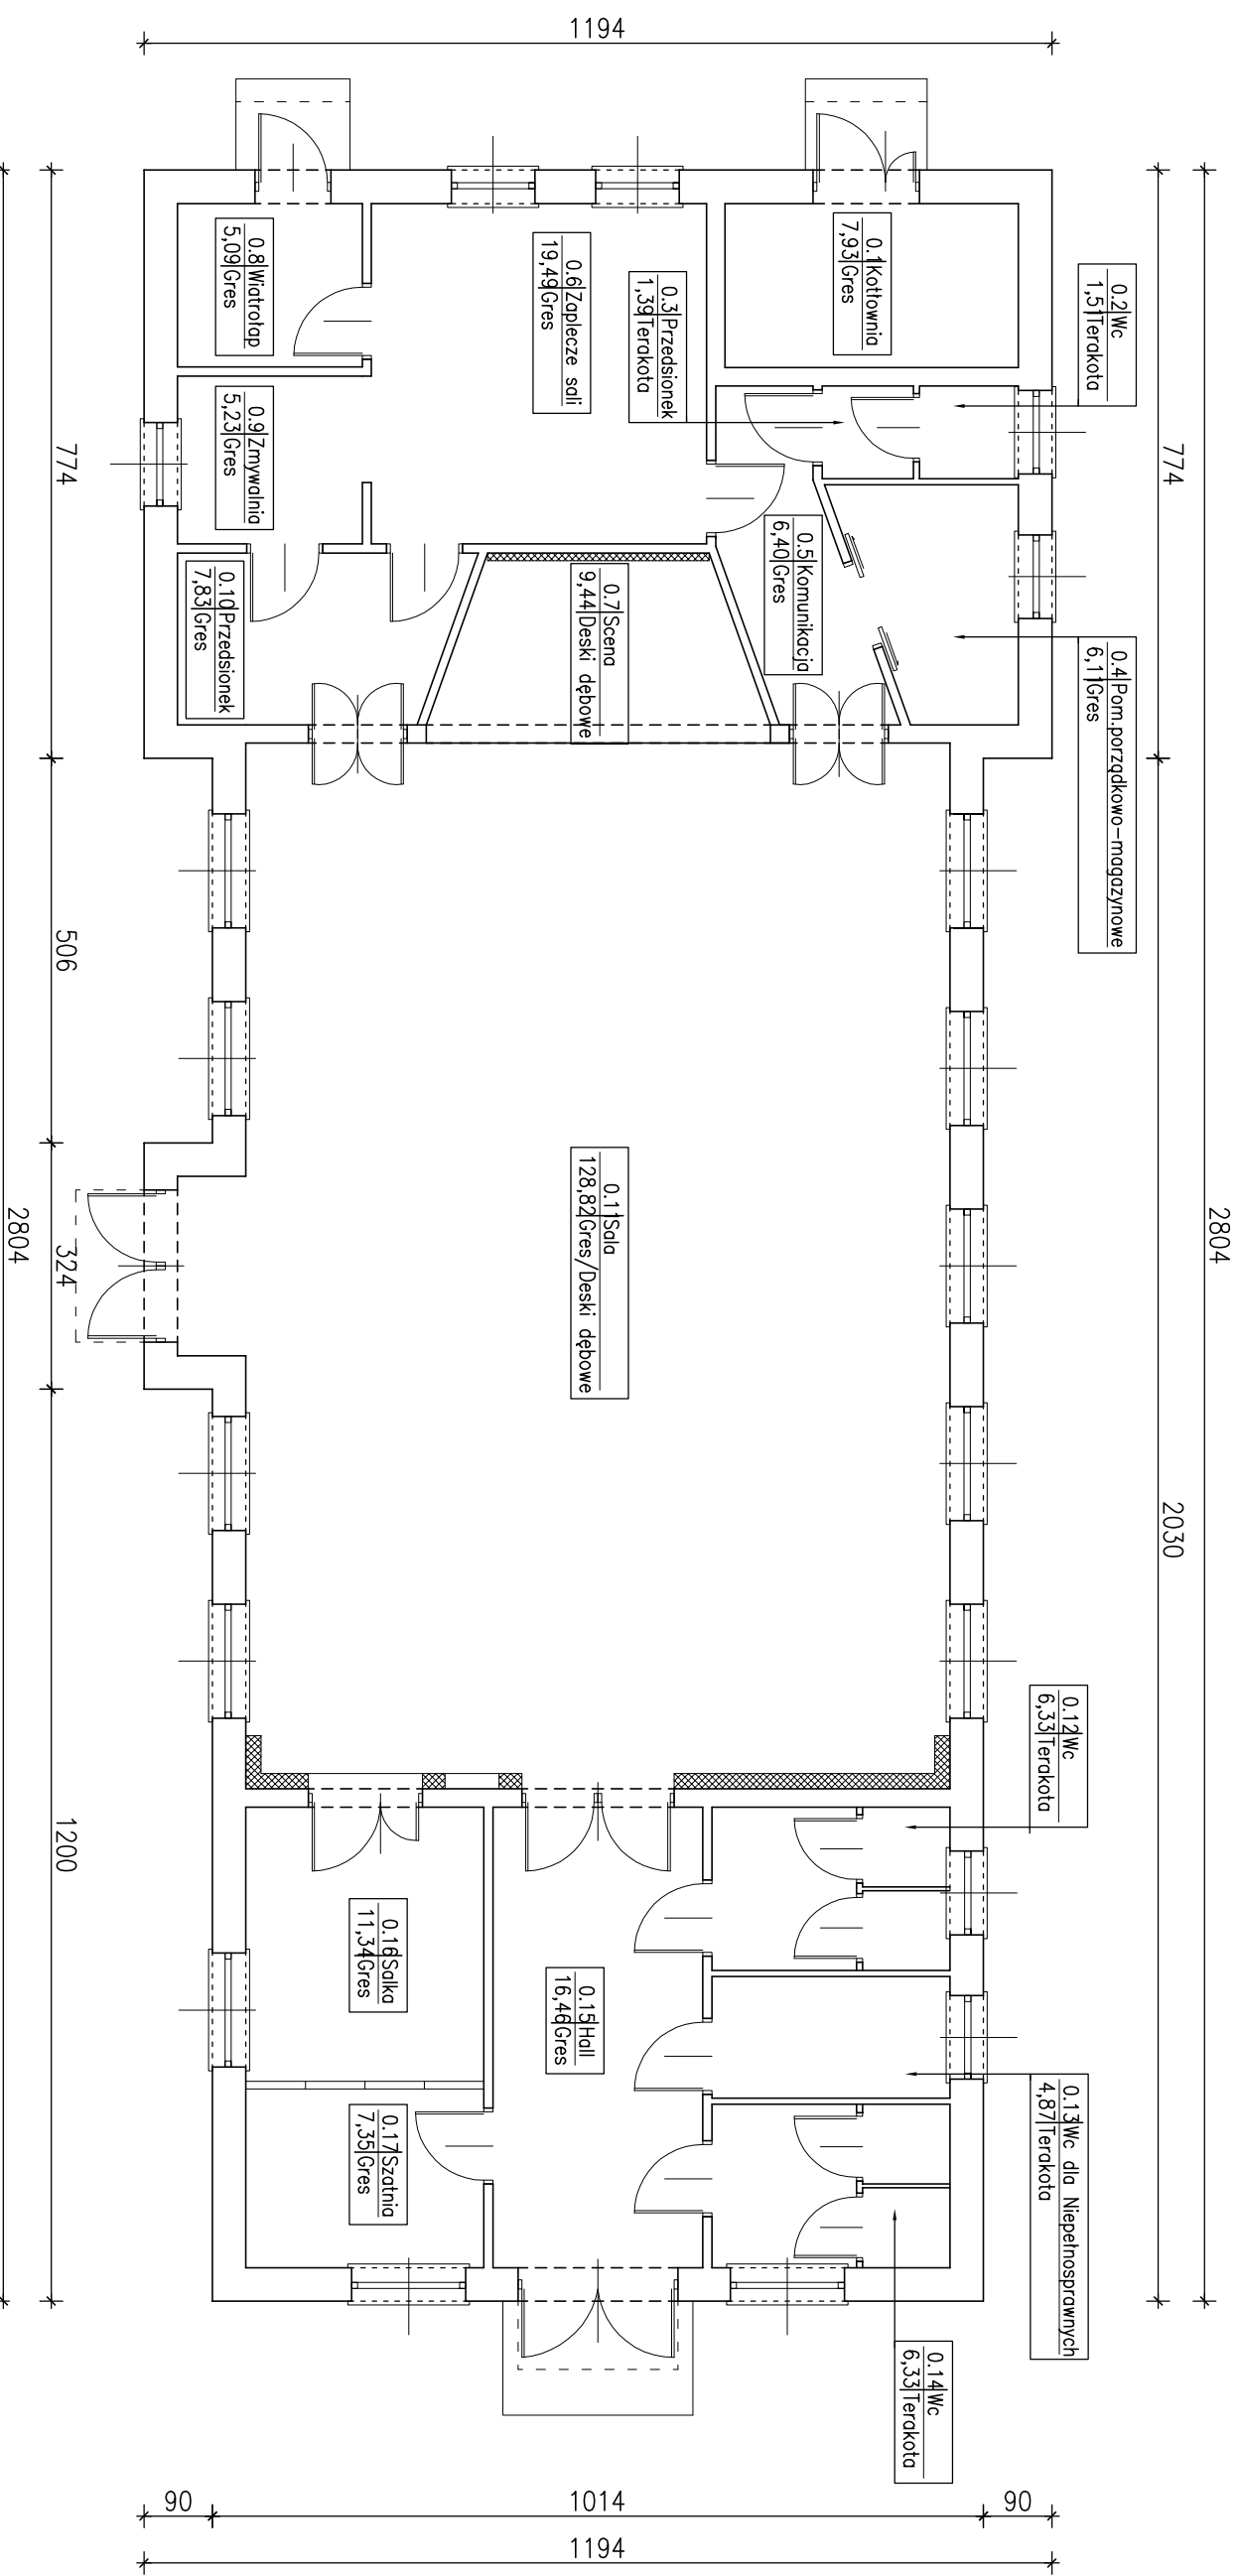 2804
774
2030
0.2 Wc
1,51 Terakota
0.4 Pom.porządkowo-magazynowe
6,11 Gres
0.12 Wc
6,33 Terakota
0.13 Wc dla Niepełnosprawnych
4,87 Terakota
0.14 Wc
6,33 Terakota
0.1 Kotłownia
7,93 Gres
0.3 Przedsionek
1,39 Terakota
0.5 Komunikacja
6,40 Gres
0.6 Zaplecze sali
19,49 Gres
0.7 Scena
9,44 Deski dębowe
0.11 Sala
128,82 Gres/Deski dębowe
0.15 Hall
16,46 Gres
0.16 Salka
11,34 Gres
0.17 Szatnia
7,35 Gres
0.8 Wiatrołap
5,09 Gres
0.9 Zmywalnia
5,23 Gres
0.10 Przedsionek
7,83 Gres
774
506
324
1200
2804
1194
90
1014
90
1194